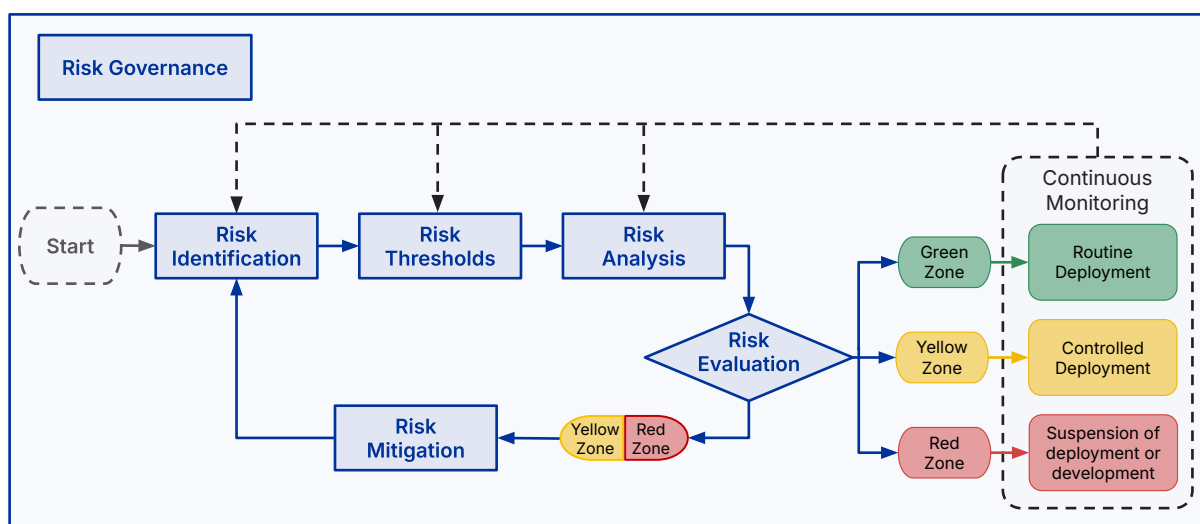 Risk Governance
Continuous
Monitoring
Start
Risk
Identification
Risk
Thresholds
Risk
Analysis
Green
Zone
Routine
Deployment
Risk
Evaluation
Yellow
Zone
Controlled
Deployment
Risk
Mitigation
Yellow
Zone
Red
Zone
Red
Zone
Suspension of
deployment or
development